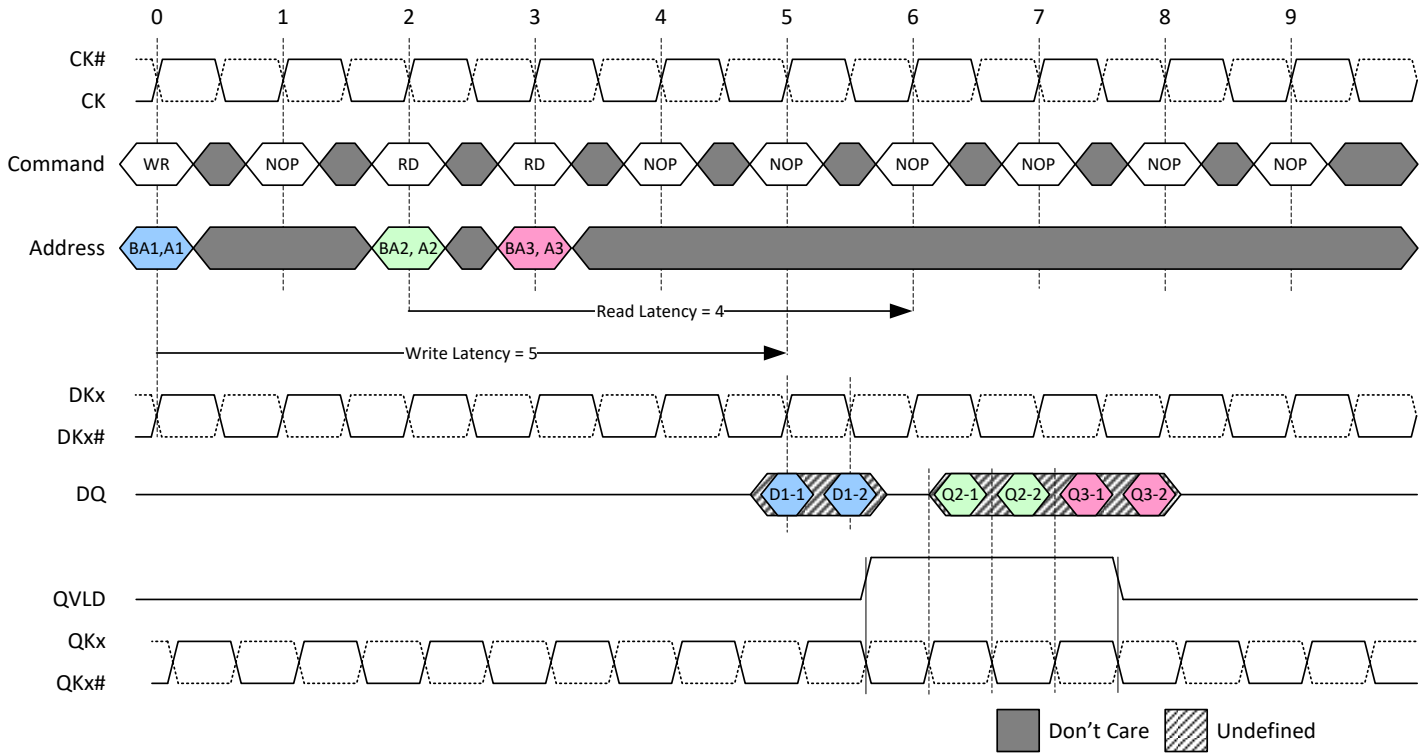 0 1 2 3 4 5 6 7 8 9
CK#
CK
Command WR NOP RD RD NOP NOP NOP NOP NOP NOP
Address BA1,A1 BA2, A2 BA3, A3
Read Latency = 4
Write Latency = 5
DKx
DKx#
DQ D1-1 D1-2 Q2-1 Q2-2 Q3-1 Q3-2
QVLD
QKx
QKx#
Don't Care Undefined